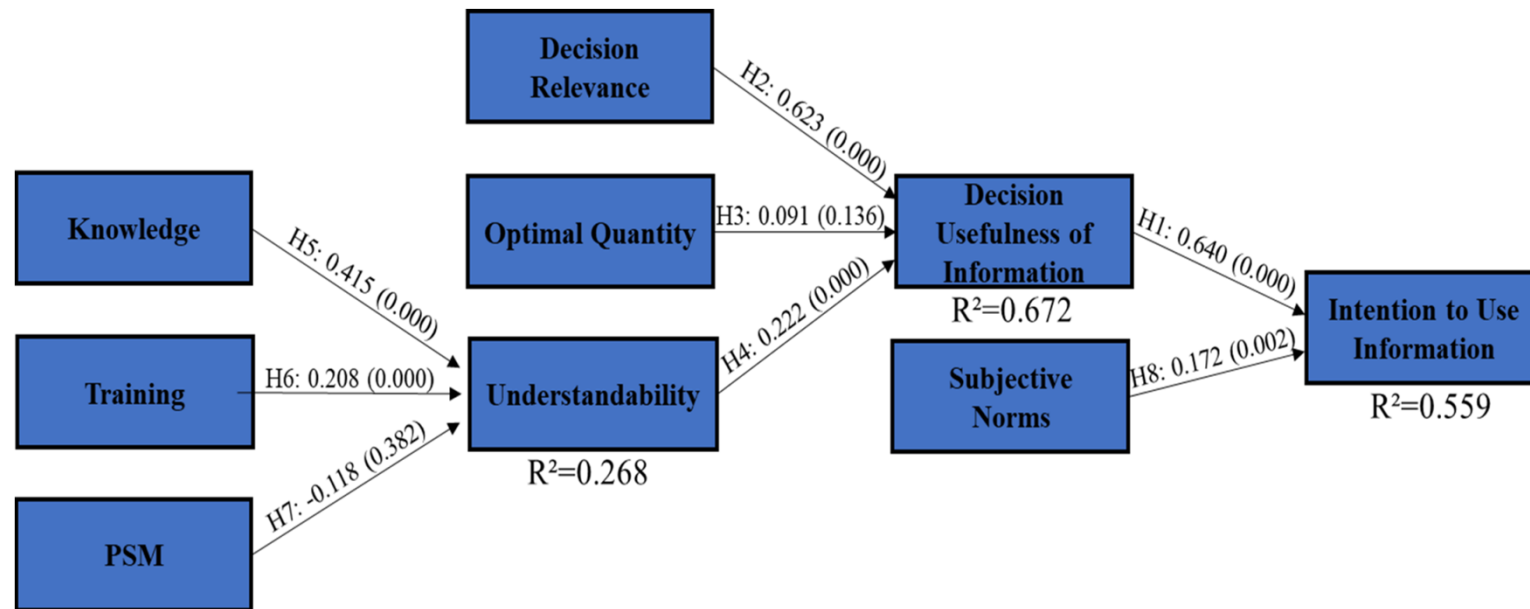 Decision
Relevance
H2: 0.623 (0.000)
Knowledge
H5: 0.415 (0.000)
Optimal Quantity
H3: 0.091 (0.136)
Decision
Usefulness of
Information
R²=0.672
H1: 0.640 (0.000)
Intention to Use
Information
R²=0.559
Training
H6: 0.208 (0.000)
Understandability
R²=0.268
H4: 0.222 (0.000)
Subjective
Norms
H8: 0.172 (0.002)
PSM
H7: -0.118 (0.382)